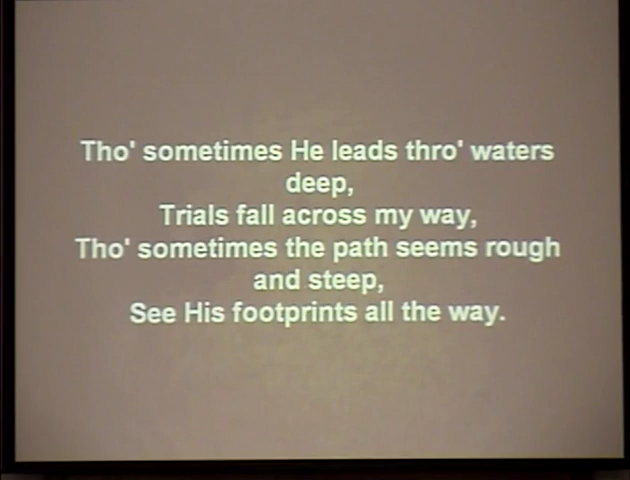 Tho' sometimes He leads thro' waters
deep,
Trials fall across my way,
Tho' sometimes the path seems rough
and steep,
See His footprints all the way.